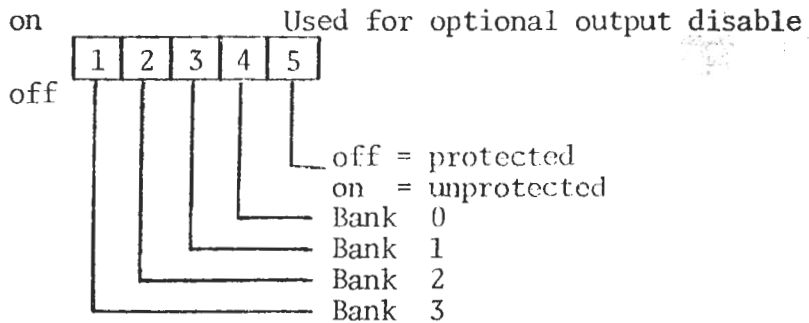 on Used for optional output disable
1 2 3 4 5
off
off = protected
on = unprotected
Bank 0
Bank 1
Bank 2
Bank 3